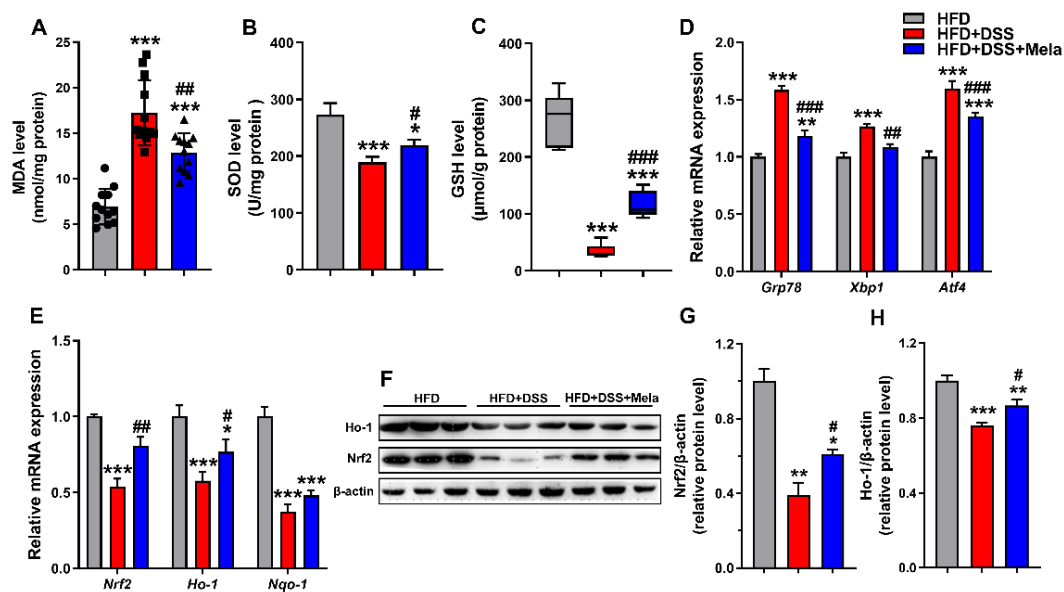 A
MDA level
(nmol/mg protein)
25
20
15
10
5
0
***
##
***
B
SOD level
(U/mg protein )
400
300
200
100
0
***
#
*
C
GSH level
(μmol/g protein)
400
300
200
100
0
***
###
***
HFD
HFD+DSS
HFD+DSS+Mela
D
Relative mRNA expression
2.0
1.5
1.0
0.5
0.0
***
###
**
***
##
***
###
***
Grp78 Xbp1 Atf4
E
Relative mRNA expression
1.5
1.0
0.5
0.0
***
##
***
#
*
***
***
Nrf2 Ho-1 Nqo-1
F
HFD HFD+DSS HFD+DSS+Mela
Ho-1
Nrf2
β-actin
G
Nrf2/β-actin
(relative protein level)
1.2
0.8
0.4
0.0
**
#
*
H
Ho-1/β-actin
(relative protein level)
1.2
0.8
0.4
0.0
***
#
**